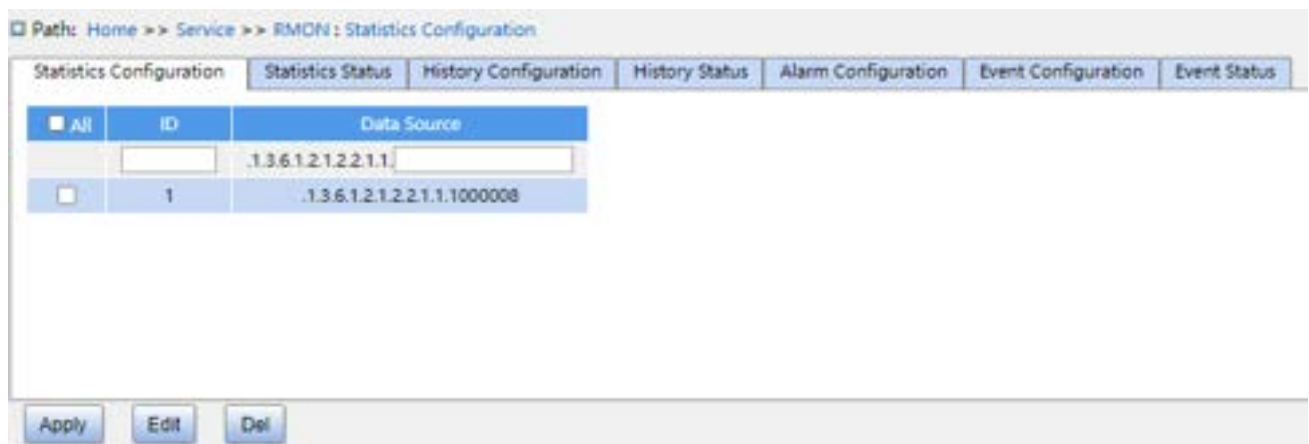 Path: Home >> Service >> RMON : Statistics Configuration
Statistics Configuration Statistics Status History Configuration History Status Alarm Configuration Event Configuration Event Status
All ID Data Source
.1.3.6.1.2.1.2.2.1.1.
1 .1.3.6.1.2.1.2.2.1.1.1000008
Apply Edit Del